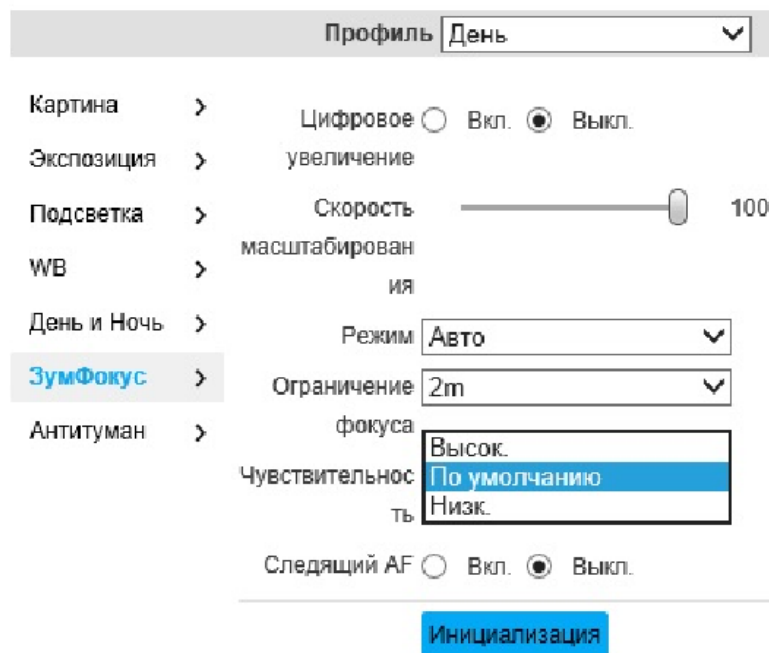 Профиль День
Картина
Экспозиция
Подсветка
WB
День и Ночь
ЗумФокус
Антитуман
Цифровое Вкл. Выкл.
увеличение
Скорость 100
масштабирован
ия
Режим Авто
Ограничение 2m
фокуса
Высок.
Чувствительнос По умолчанию
ть Низк.
Следящий AF Вкл. Выкл.
Инициализация